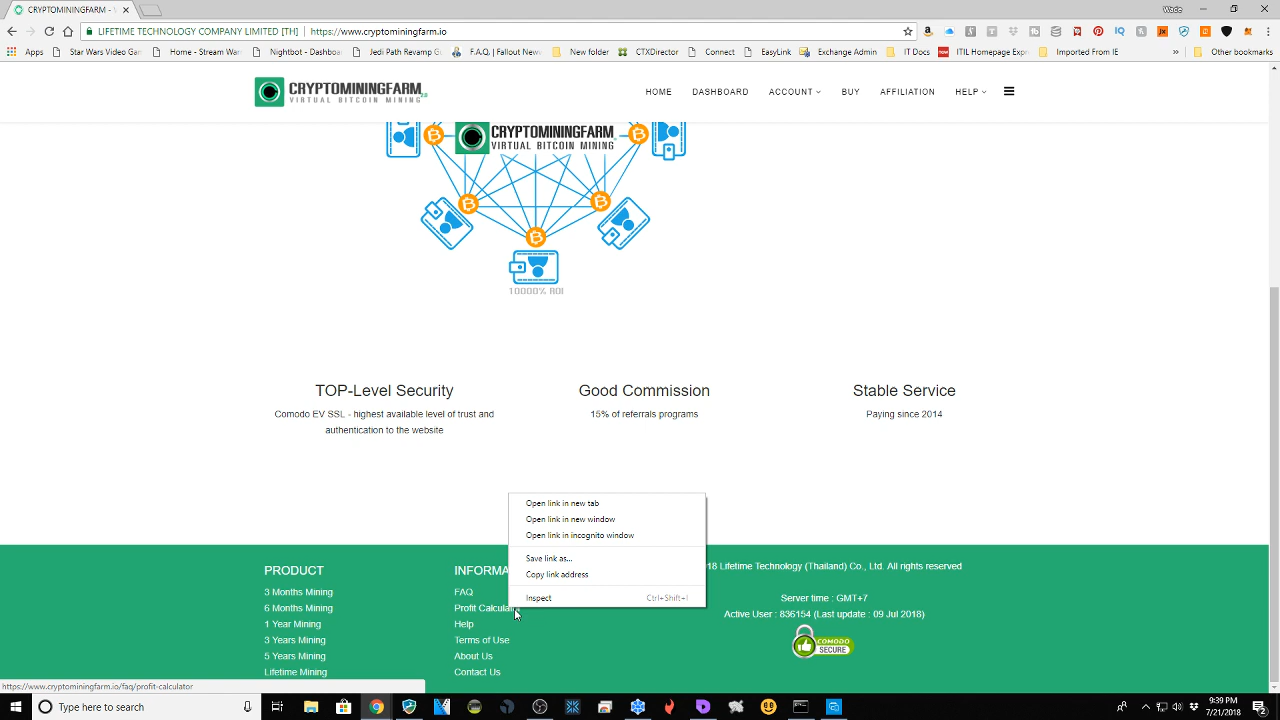 CRYPTOMININGFARM - V
Wade
LIFETIME TECHNOLOGY COMPANY LIMITED [TH] | https://www.cryptominingfarm.io
Apps
Star Wars Video Game
Home - Stream Wars
Nightbot - Dashboard
Jedi Path Revamped G
F.A.Q. | Fallout News
New folder
CTXDirector
Connect
EasyLink
Exchange Admin
IT Docs
ITIL Homepage Expe
Imported From IE
»
Other bookmarks
CRYPTOMININGFARM
VIRTUAL BITCOIN MINING
HOME
DASHBOARD
ACCOUNT
BUY
AFFILIATION
HELP
CRYPTOMININGFARM
VIRTUAL BITCOIN MINING
10000% ROI
TOP-Level Security
Good Commission
Stable Service
Comodo EV SSL - highest available level of trust and
authentication to the website
15% of referrals programs
Paying since 2014
Open link in new tab
Open link in new window
Open link in incognito window
Save link as...
Copy link address
Inspect
Ctrl+Shift+I
PRODUCT
3 Months Mining
6 Months Mining
1 Year Mining
3 Years Mining
5 Years Mining
Lifetime Mining
INFORMA
FAQ
Profit Calculat
Help
Terms of Use
About Us
Contact Us
18 Lifetime Technology (Thailand) Co., Ltd. All rights reserved
Server time : GMT+7
Active User : 836154 (Last update : 09 Jul 2018)
COMODO
SECURE
https://www.cryptominingfarm.io/faq/profit-calculator
Type here to search
9:39 PM
7/21/2018